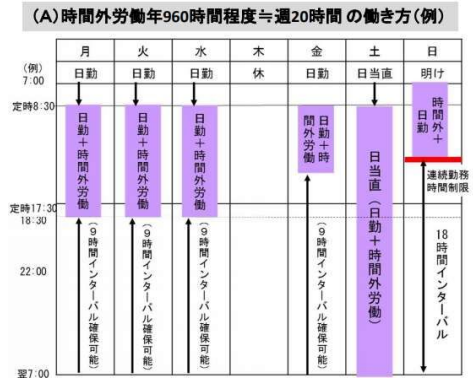 (A)時間外労働年960時間程度≒週20時間 の働き方(例)
月 火 水 木 金 土 日
(例)
日勤 日勤 日勤 休 日勤 日当直 明け
7:00
定時8:30
日勤+時間外労働
日勤+時間外労働
日勤+時間外労働
日勤+時
間外労働
日当直(日勤+時間外労働)
時間外+
日勤
連続勤務
時間制限
定時17:30
18:30
22:00
翌7:00
(9時間インターバル確保可能)
(9時間インターバル確保可能)
(9時間インターバル確保可能)
(9時間インターバル確保可能)
18時間インターバル